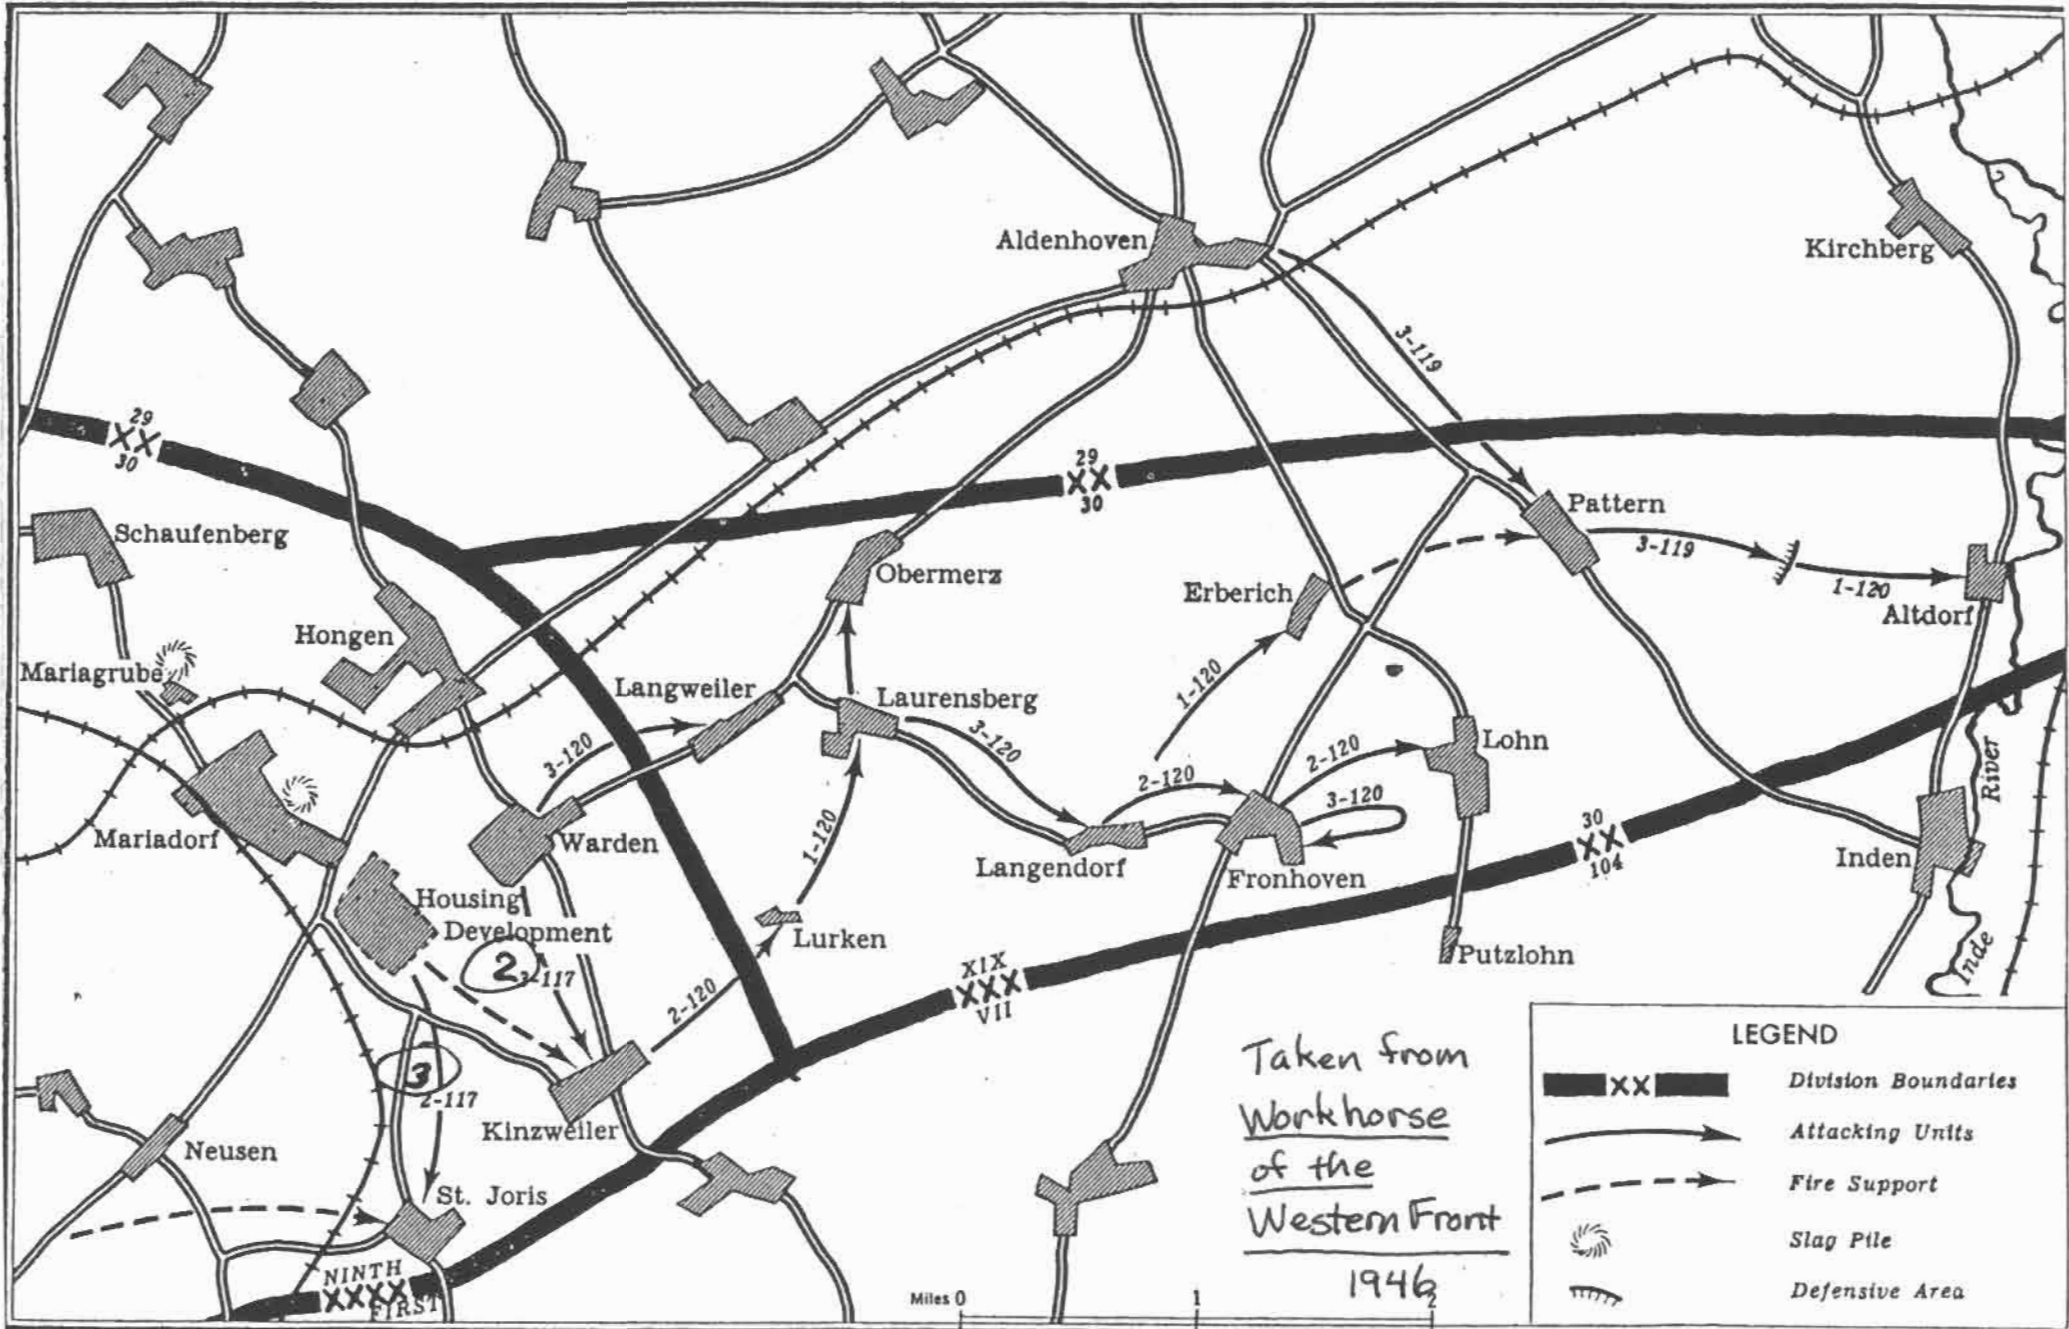 Aldenhoven
Kirchberg
3-119
29
30
29
30
Schaufenberg
Pattern
3-119
Obermerz
Erberich
1-120
Altdorf
Hongen
Mariagrube
Langweiler
Laurensberg
1-120
3-120
3-120
2-120
2-120
Lohn
3-120
River
Mariadorf
Warden
1-120
Langendorf
Fronhoven
30
104
Inden
Housing
Development
Lurken
Putzlohn
Inde
2
3-117
2-120
XIX
XXX
VII
3
2-117
Kinzweiler
Neusen
St. Joris
NINTH
XXXX
FIRST
Taken from
Workhorse
of the
Western Front
1946
Miles 0 1 2
LEGEND
XX Division Boundaries
Attacking Units
Fire Support
Slag Pile
Defensive Area